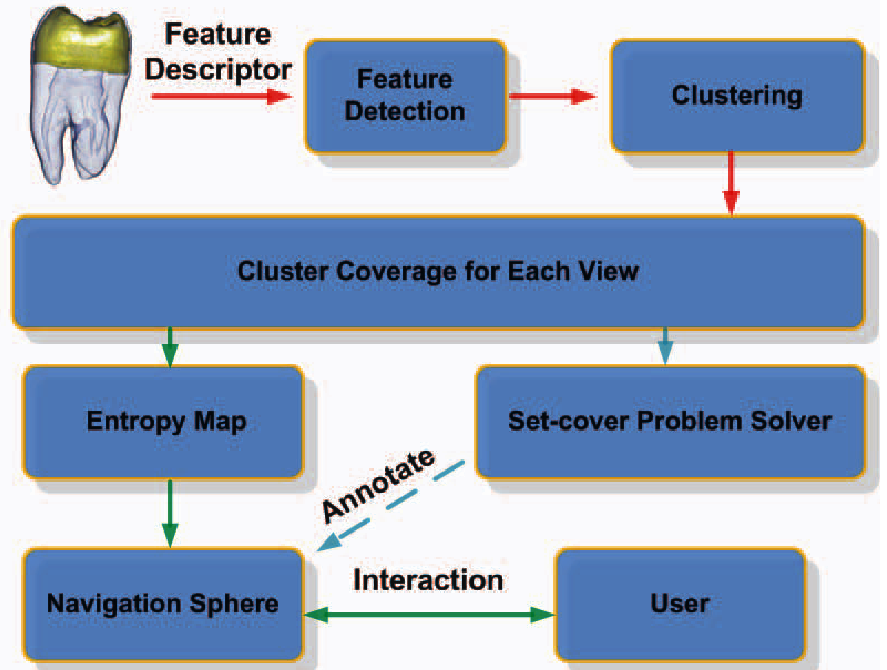 Feature
Descriptor
Feature
Detection
Clustering
Cluster Coverage for Each View
Entropy Map
Set-cover Problem Solver
Annotate
Navigation Sphere
Interaction
User